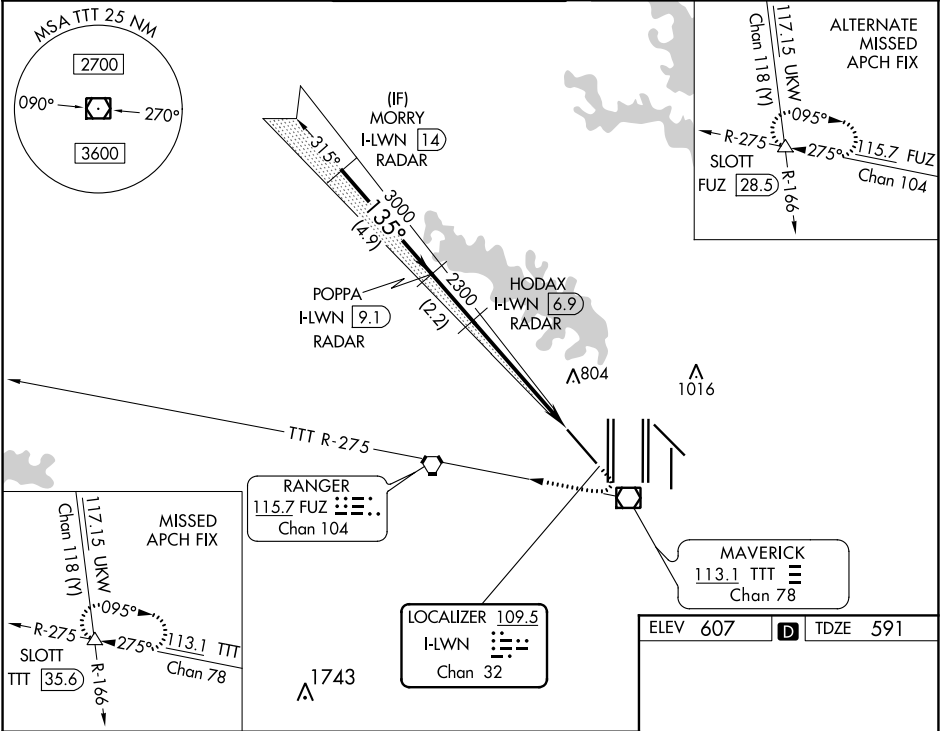 MSA TTT 25 NM
2700
090°
270°
3600
(IF)
MORRY
I-LWN 14
RADAR
315°
3000
135°
(4.9)
POPPA
I-LWN 9.1
RADAR
2300
(2.2)
HODAX
I-LWN 6.9
RADAR
804
1016
ALTERNATE
MISSED
APCH FIX
117.15 UKW
Chan 118 (Y)
095°
R-275
275°
115.7 FUZ
Chan 104
SLOTT
FUZ 28.5
R-166
TTT R-275
RANGER
115.7 FUZ
Chan 104
MISSED
APCH FIX
117.15 UKW
Chan 118 (Y)
095°
R-275
275°
113.1 TTT
Chan 78
SLOTT
TTT 35.6
R-166
1743
LOCALIZER 109.5
I-LWN
Chan 32
MAVERICK
113.1 TTT
Chan 78
ELEV 607 D TDZE 591